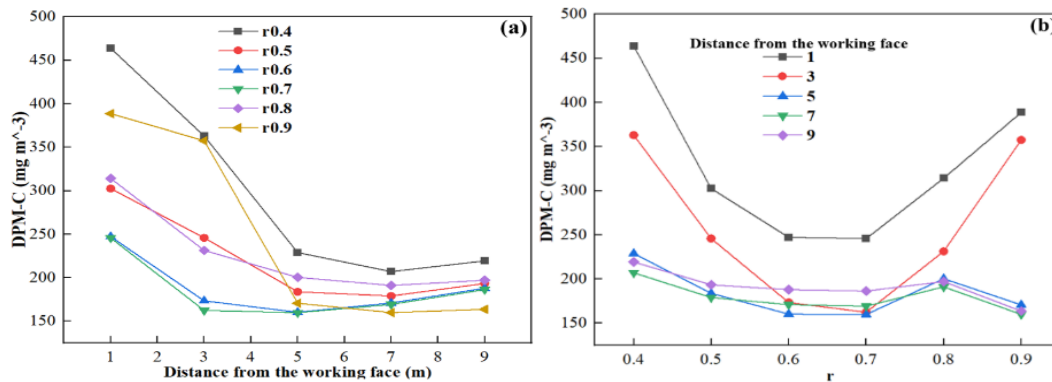 (a)
DPM-C (mg m^-3)
500
450
400
350
300
250
200
150
r0.4
r0.5
r0.6
r0.7
r0.8
r0.9
1 2 3 4 5 6 7 8 9
Distance from the working face (m)
(b)
DPM-C (mg m^-3)
500
450
400
350
300
250
200
150
Distance from the working face
1
3
5
7
9
0.4 0.5 0.6 0.7 0.8 0.9
r